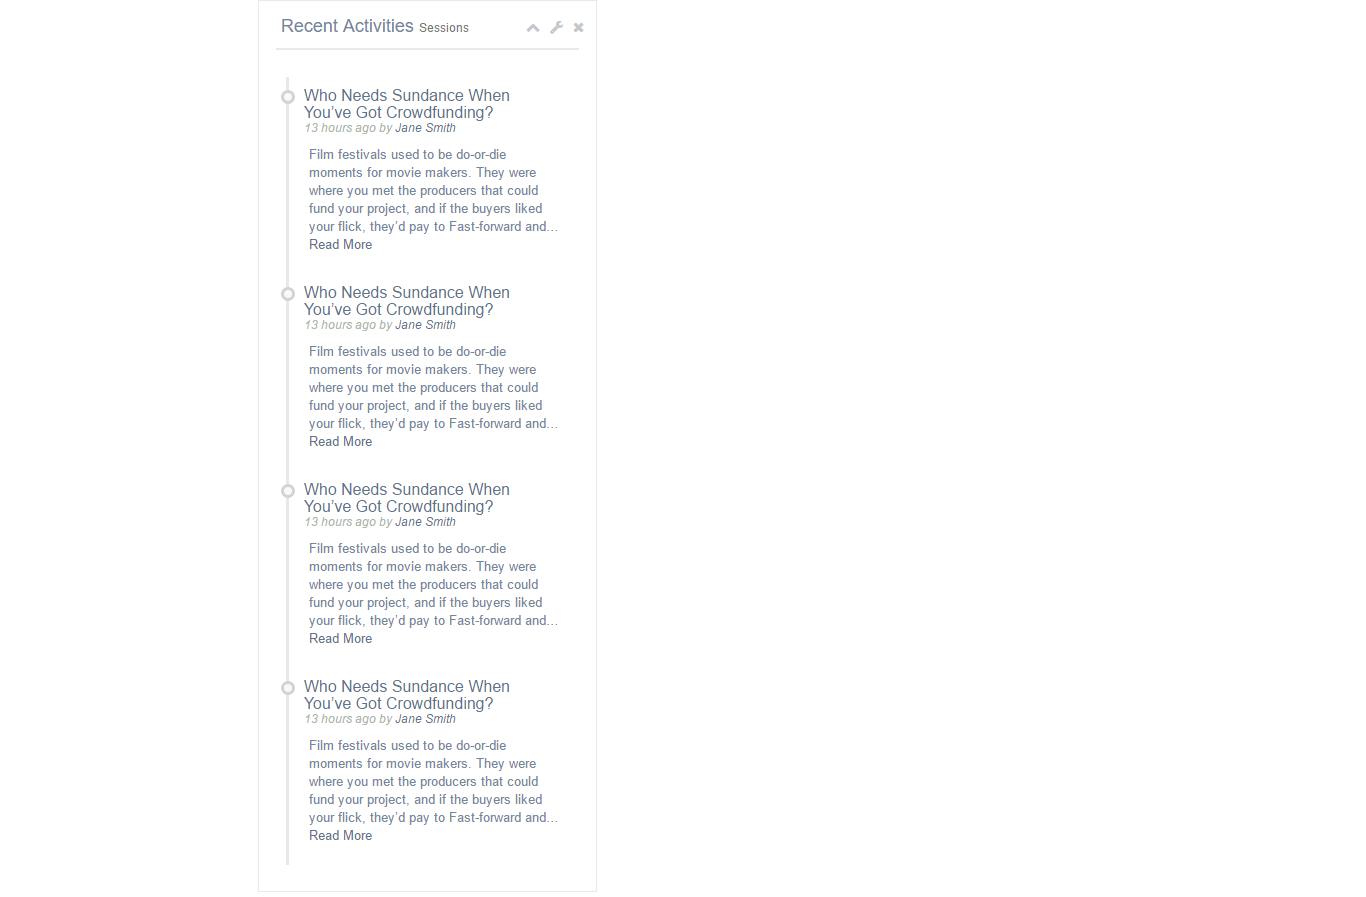 Recent Activities Sessions
Who Needs Sundance When
You’ve Got Crowdfunding?
13 hours ago by Jane Smith
Film festivals used to be do-or-die
moments for movie makers. They were
where you met the producers that could
fund your project, and if the buyers liked
your flick, they’d pay to Fast-forward and…
Read More
Who Needs Sundance When
You’ve Got Crowdfunding?
13 hours ago by Jane Smith
Film festivals used to be do-or-die
moments for movie makers. They were
where you met the producers that could
fund your project, and if the buyers liked
your flick, they’d pay to Fast-forward and…
Read More
Who Needs Sundance When
You’ve Got Crowdfunding?
13 hours ago by Jane Smith
Film festivals used to be do-or-die
moments for movie makers. They were
where you met the producers that could
fund your project, and if the buyers liked
your flick, they’d pay to Fast-forward and…
Read More
Who Needs Sundance When
You’ve Got Crowdfunding?
13 hours ago by Jane Smith
Film festivals used to be do-or-die
moments for movie makers. They were
where you met the producers that could
fund your project, and if the buyers liked
your flick, they’d pay to Fast-forward and…
Read More